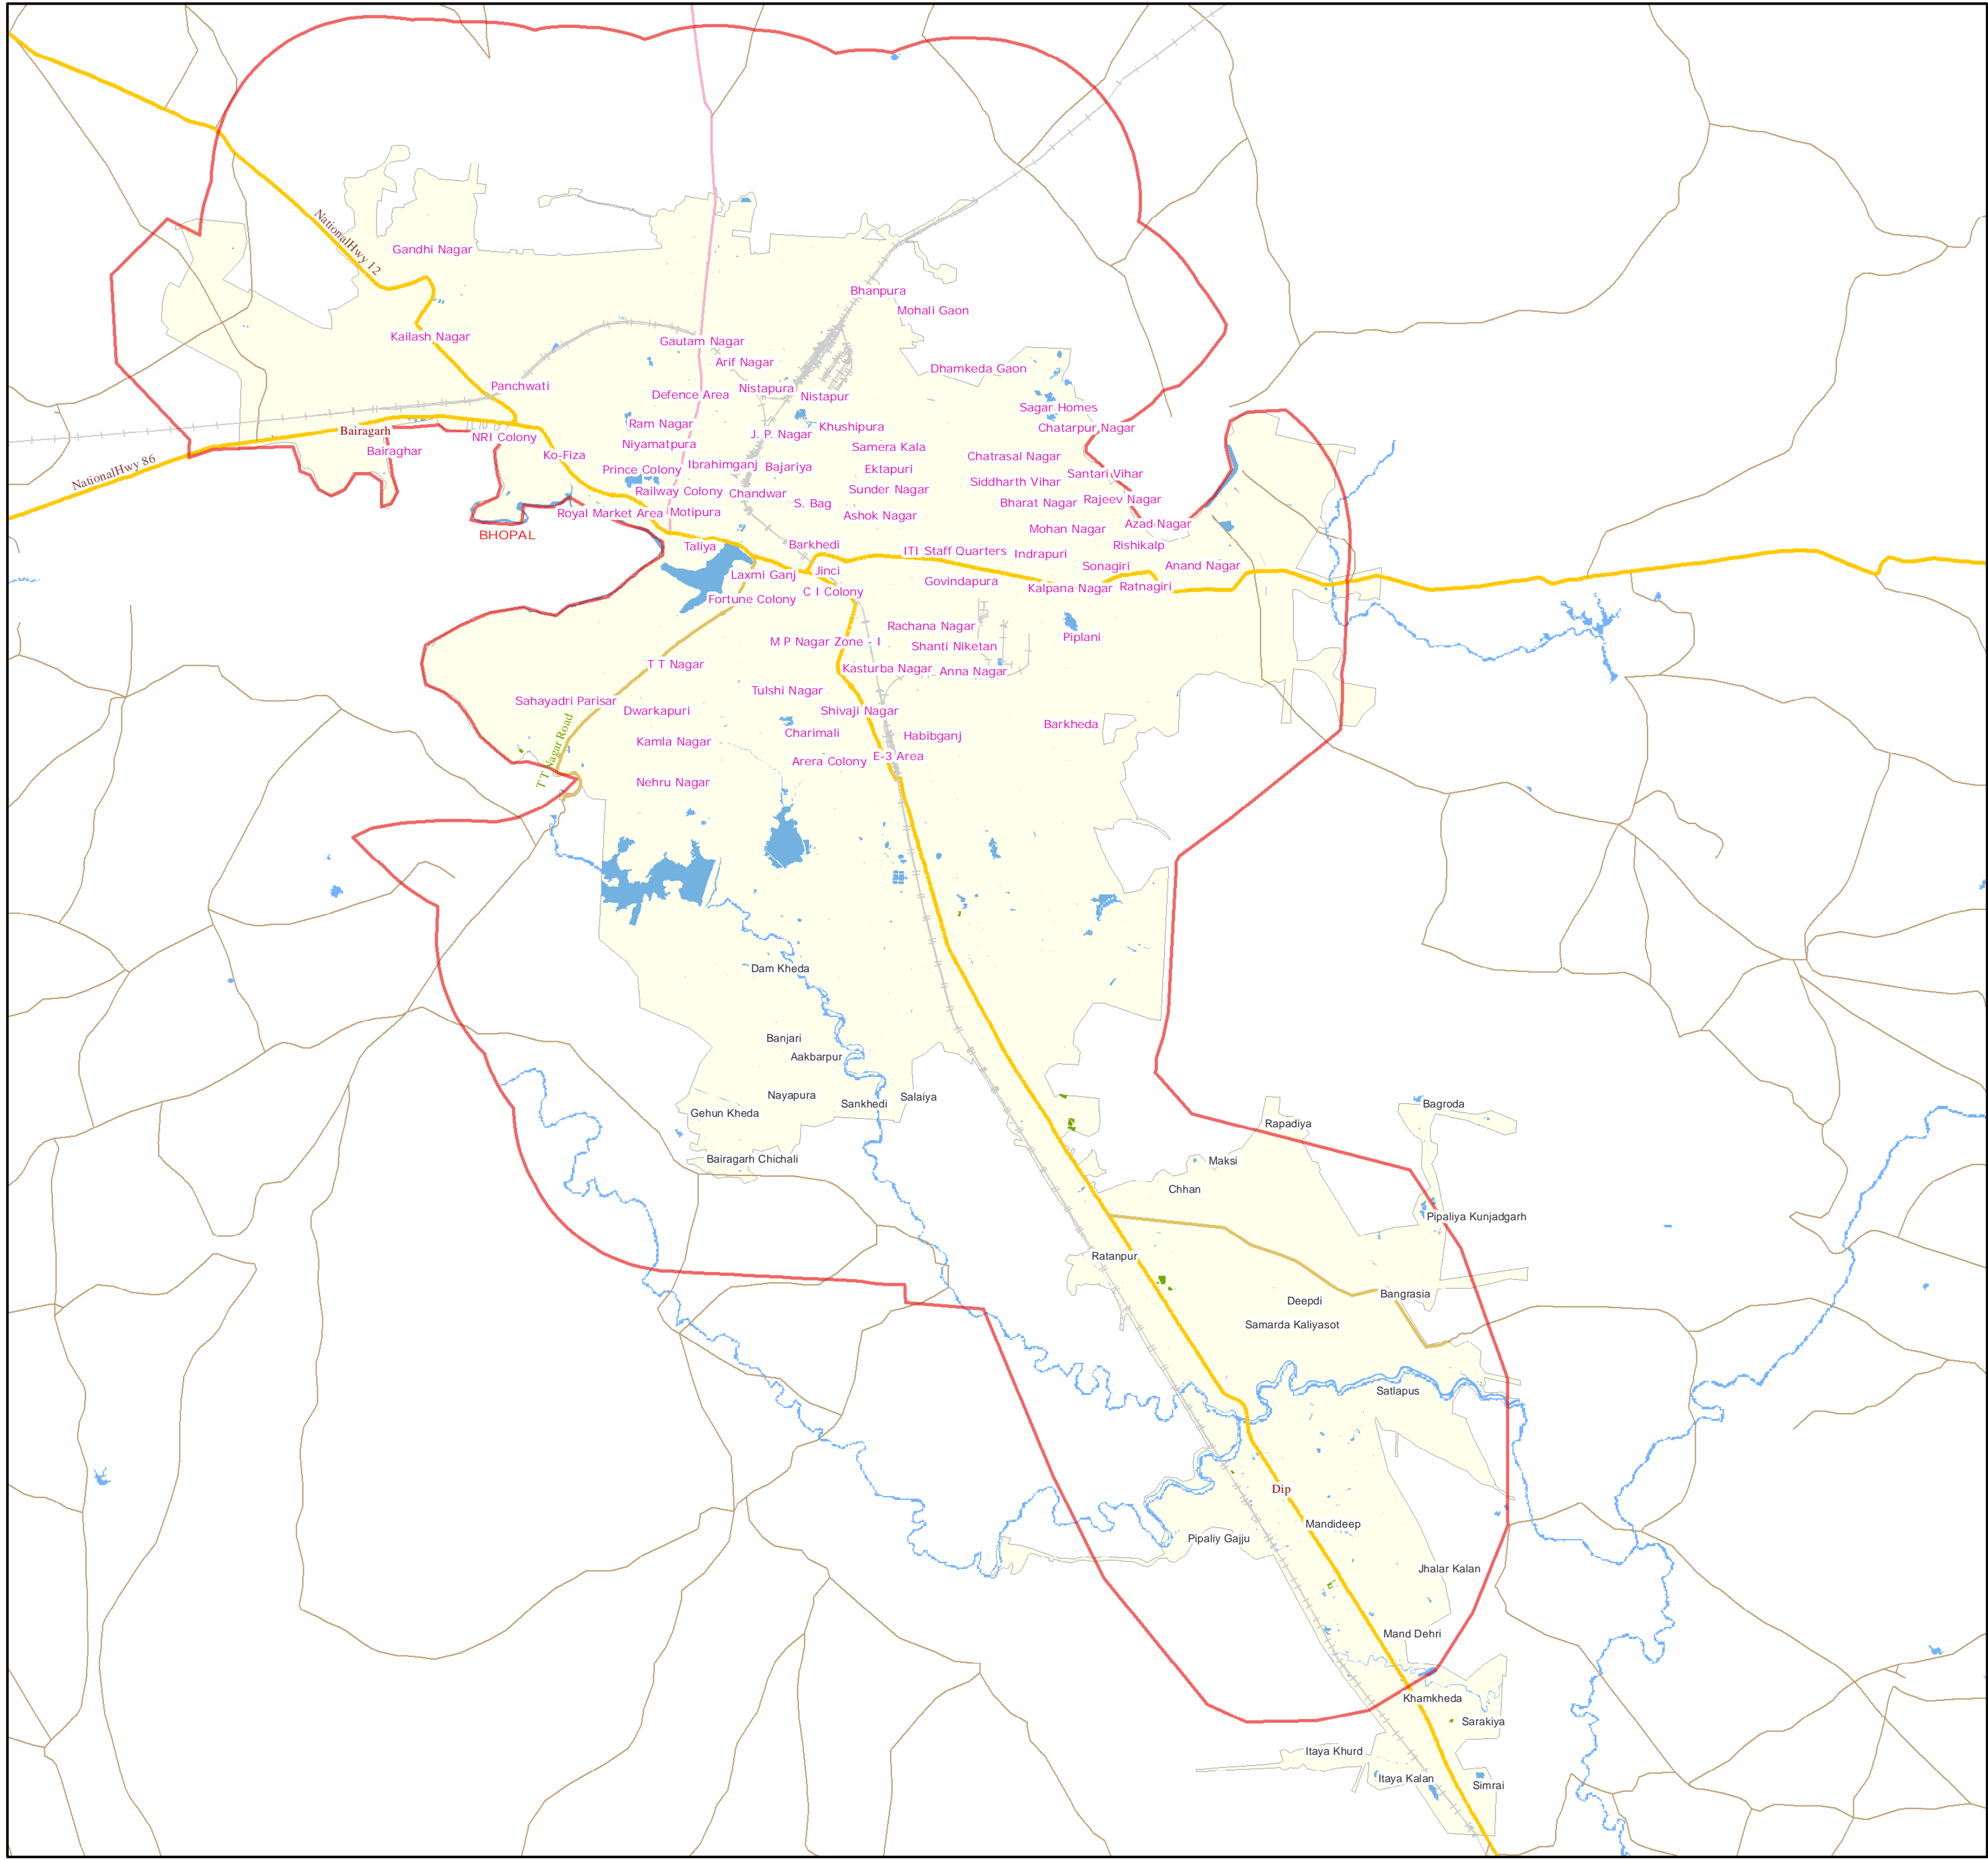 NationalHwy 12
Gandhi Nagar
Bhanpura
Mohali Gaon
Kailash Nagar
Gautam Nagar
Arif Nagar
Dhamkeda Gaon
Panchwati
Defence Area
Nistapura
Nistapur
Sagar Homes
Ram Nagar
Khushipura
Chatarpur Nagar
Bairagarh
NRI Colony
J. P. Nagar
Niyamatpura
Samera Kala
Bairaghar
Ko-Fiza
Chatrasal Nagar
NationalHwy 86
Prince Colony
Ibrahimganj
Bajariya
Ektapuri
Santari Vihar
Siddharth Vihar
Railway Colony
Chandwar
Sunder Nagar
S. Bag
Bharat Nagar
Rajeev Nagar
Royal Market Area
Motipura
Ashok Nagar
Azad Nagar
BHOPAL
Mohan Nagar
Taliya
Barkhedi
ITI Staff Quarters
Indrapuri
Rishikalp
Laxmi Ganj
Jinci
Sonagiri
Anand Nagar
Govindapura
Fortune Colony
C I Colony
Kalpana Nagar
Ratnagiri
Rachana Nagar
M P Nagar Zone - I
Shanti Niketan
Piplani
T T Nagar
Kasturba Nagar
Anna Nagar
Tulshi Nagar
Sahayadri Parisar
Dwarkapuri
Shivaji Nagar
T T Nagar Road
Charimali
Habibganj
Barkheda
Kamla Nagar
Arera Colony
E-3 Area
Nehru Nagar
Dam Kheda
Banjari
Aakbarpur
Nayapura
Sankhedi
Salaiya
Gehun Kheda
Bagroda
Rapadiya
Bairagarh Chichali
Maksi
Chhan
Pipaliya Kunjadgarh
Ratanpur
Deepdi
Bangrasia
Samarda Kaliyasot
Satlapus
Dip
Mandideep
Pipaliy Gajju
Jhalar Kalan
Mand Dehri
Khamkheda
Sarakiya
Itaya Khurd
Itaya Kalan
Simrai